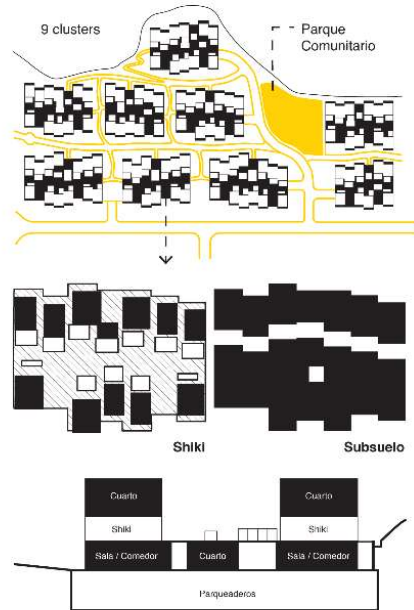 9 clusters
Parque
Comunitario
Shiki
Subsuelo
Cuarto
Cuarto
Shiki
Shiki
Sala / Comedor
Cuarto
Sala / Comedor
Parqueaderos